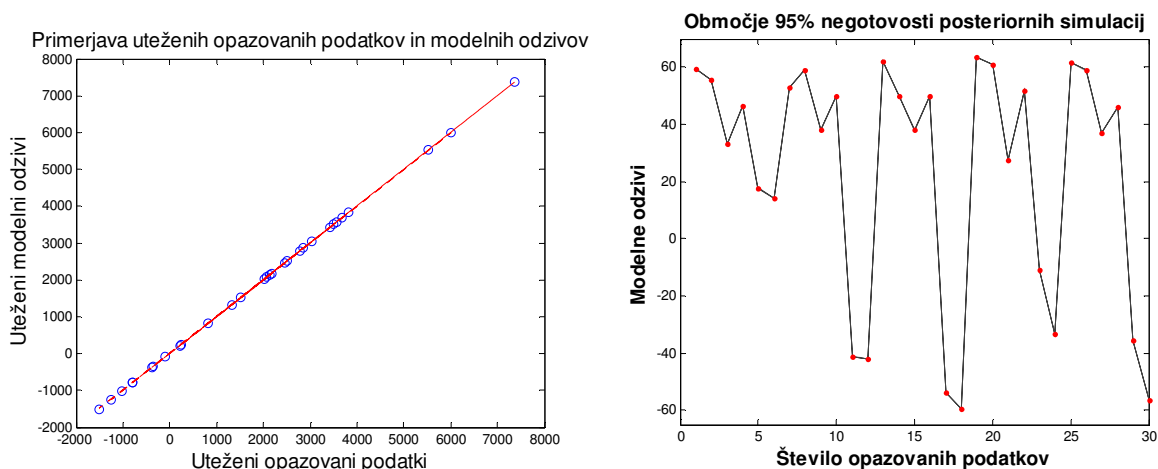 Primerjava uteženih opazovanih podatkov in modelnih odzivov
8000
7000
6000
5000
4000
3000
2000
1000
0
-1000
-2000
Uteženi modelni odzivi
-2000 -1000 0 1000 2000 3000 4000 5000 6000 7000 8000
Uteženi opazovani podatki
Območje 95% negotovosti posteriornih simulacij
60
40
20
0
-20
-40
-60
Modelne odzivi
0 5 10 15 20 25 30
Število opazovanih podatkov